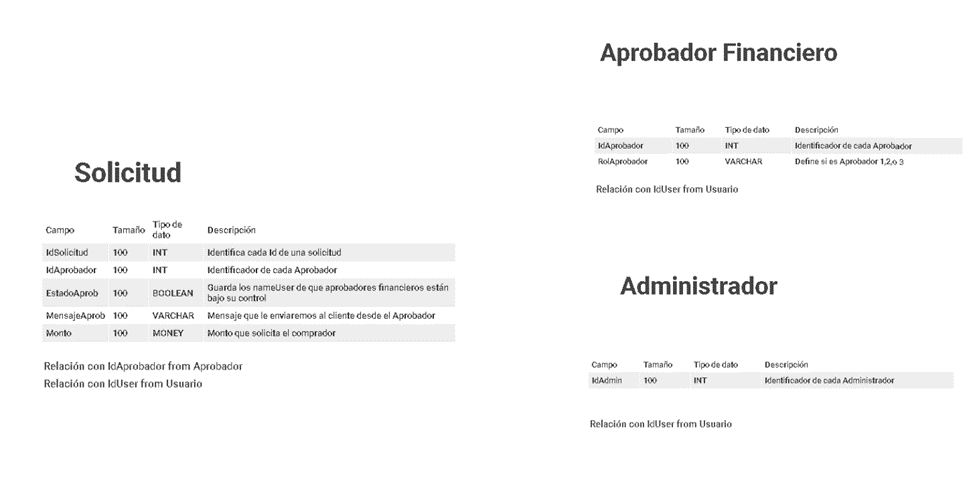 Solicitud
Campo Tamaño Tipo de dato Descripción
IdSolicitud 100 INT Identifica cada Id de una solicitud
IdAprobador 100 INT Identificador de cada Aprobador
EstadoAprob 100 BOOLEAN Guarda los nameUser de que aprobadores financieros están
bajo su control
MensajeAprob 100 VARCHAR Mensaje que le enviaremos al cliente desde el Aprobador
Monto 100 MONEY Monto que solicita el comprador
Relación con IdAprobador from Aprobador
Relación con IdUser from Usuario
Aprobador Financiero
Campo Tamaño Tipo de dato Descripción
IdAprobador 100 INT Identificador de cada Aprobador
RolAprobador 100 VARCHAR Define si es Aprobador 1,2,o 3
Relación con IdUser from Usuario
Administrador
Campo Tamaño Tipo de dato Descripción
IdAdmin 100 INT Identificador de cada Administrador
Relación con IdUser from Usuario